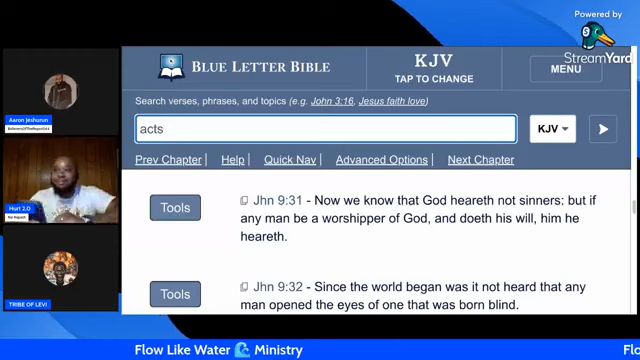 Powered by
StreamYard
BLUE LETTER BIBLE
KJV
TAP TO CHANGE
MENU
Search verses, phrases, and topics (e.g. John 3:16, Jesus faith love)
acts
KJV
Prev Chapter | Help | Quick Nav | Advanced Options | Next Chapter
Tools
Jhn 9:31 - Now we know that God heareth not sinners: but if
any man be a worshipper of God, and doeth his will, him he
heareth.
Tools
Jhn 9:32 - Since the world began was it not heard that any
man opened the eyes of one that was born blind.
Aaron Jeshurun
Hurt 2.0
TRIBE OF LEVI
Flow Like Water 🌊 Ministry
Fl